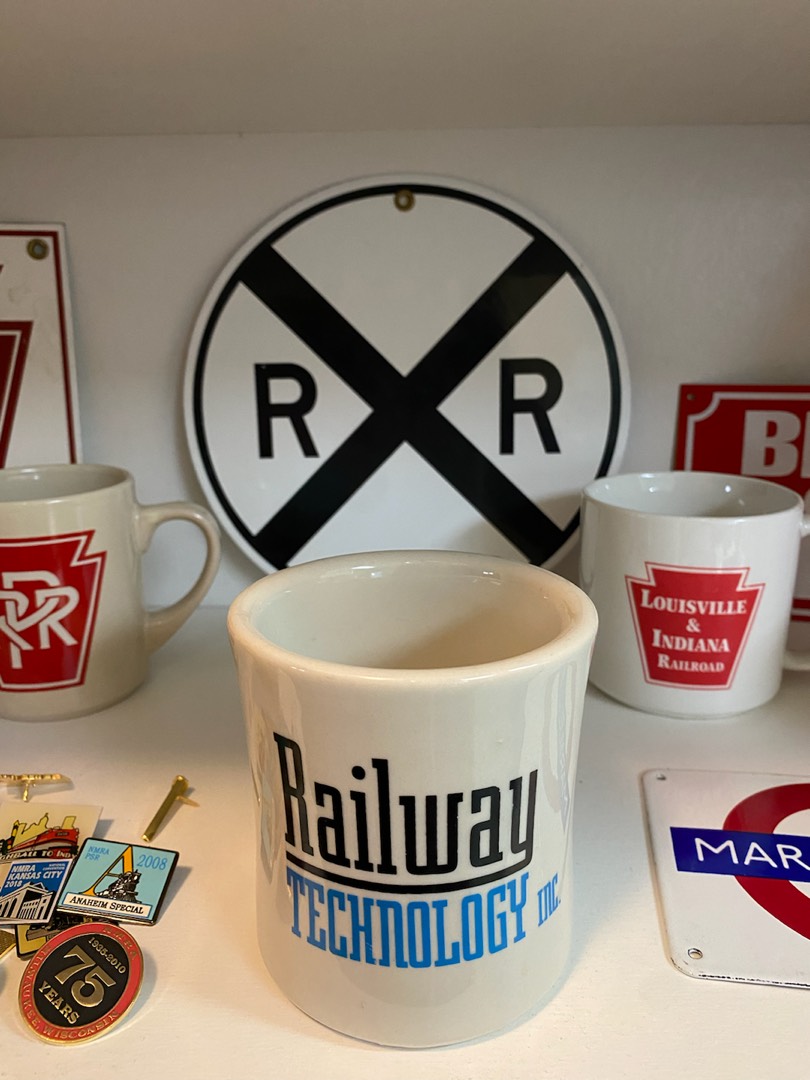 R R
BU
PRR
LOUISVILLE
&
INDIANA
RAILROAD
Railway
TECHNOLOGY INC.
MAR
NMRA
KANSAS CITY
2018
2008
ANAHEIM SPECIAL
1935-2010
75
YEARS